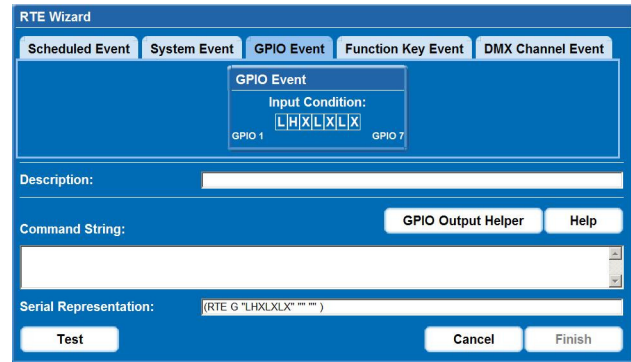 RTE Wizard
Scheduled Event System Event GPIO Event Function Key Event DMX Channel Event
GPIO Event
Input Condition:
LHXLXLX
GPIO 1 GPIO 7
Description:
GPIO Output Helper Help
Command String:
Serial Representation: (RTE G "LHXLXLX" "" "" )
Test Cancel Finish